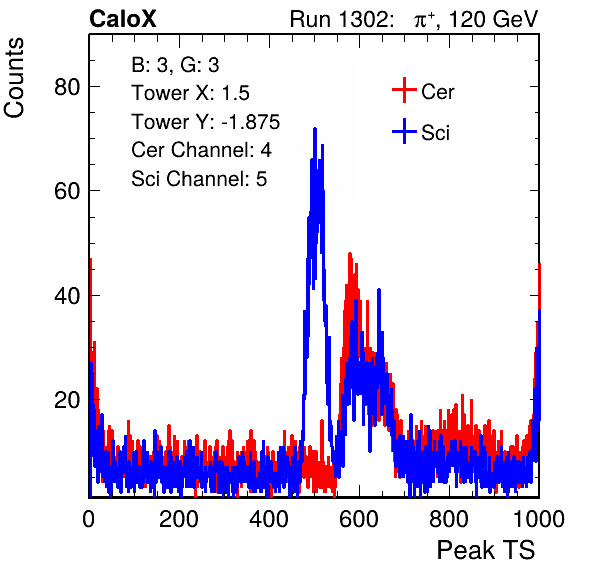 CaloX Run 1302: π⁺, 120 GeV
Counts
B: 3, G: 3
Tower X: 1.5
Tower Y: -1.875
Cer Channel: 4
Sci Channel: 5
Cer
Sci
80
60
40
20
0 200 400 600 800 1000
Peak TS